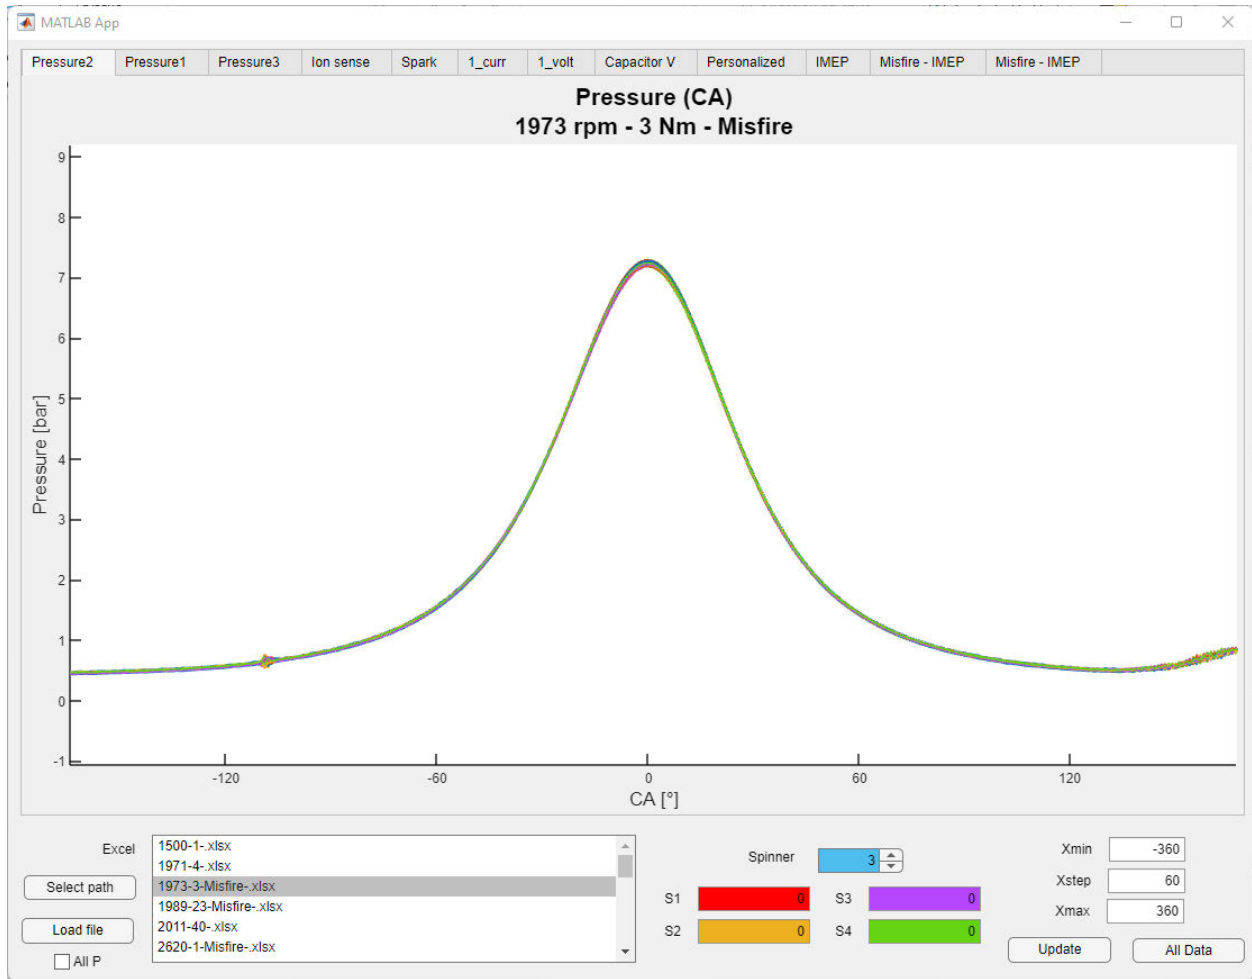 MATLAB App
Pressure2 Pressure1 Pressure3 Ion sense Spark 1_curr 1_volt Capacitor V Personalized IMEP Misfire - IMEP Misfire - IMEP
Pressure (CA)
1973 rpm - 3 Nm - Misfire
9
8
7
6
5
4
3
2
1
0
-1
Pressure [bar]
-120 -60 0 60 120
CA [°]
Excel
Select path
Load file
All P
1500-1-.xlsx
1971-4-.xlsx
1973-3-Misfire-.xlsx
1989-23-Misfire-.xlsx
2011-40-.xlsx
2620-1-Misfire-.xlsx
Spinner 3
S1 0 S3 0
S2 0 S4 0
Xmin -360
Xstep 60
Xmax 360
Update All Data